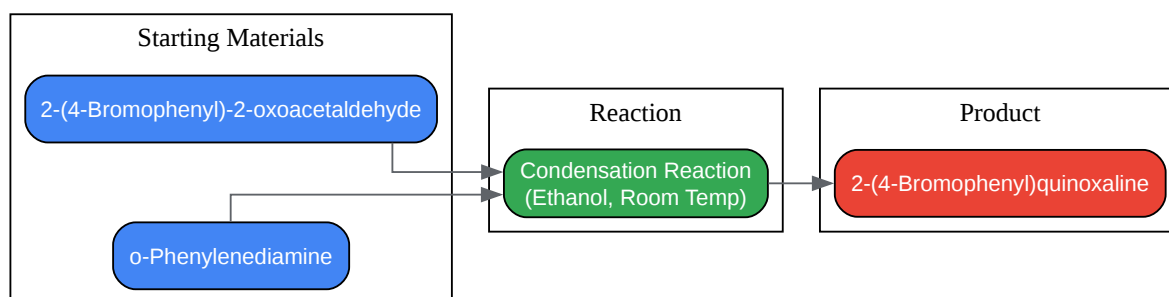 Starting Materials
2-(4-Bromophenyl)-2-oxoacetaldehyde
o-Phenylenediamine
Reaction
Condensation Reaction
(Ethanol, Room Temp)
Product
2-(4-Bromophenyl)quinoxaline